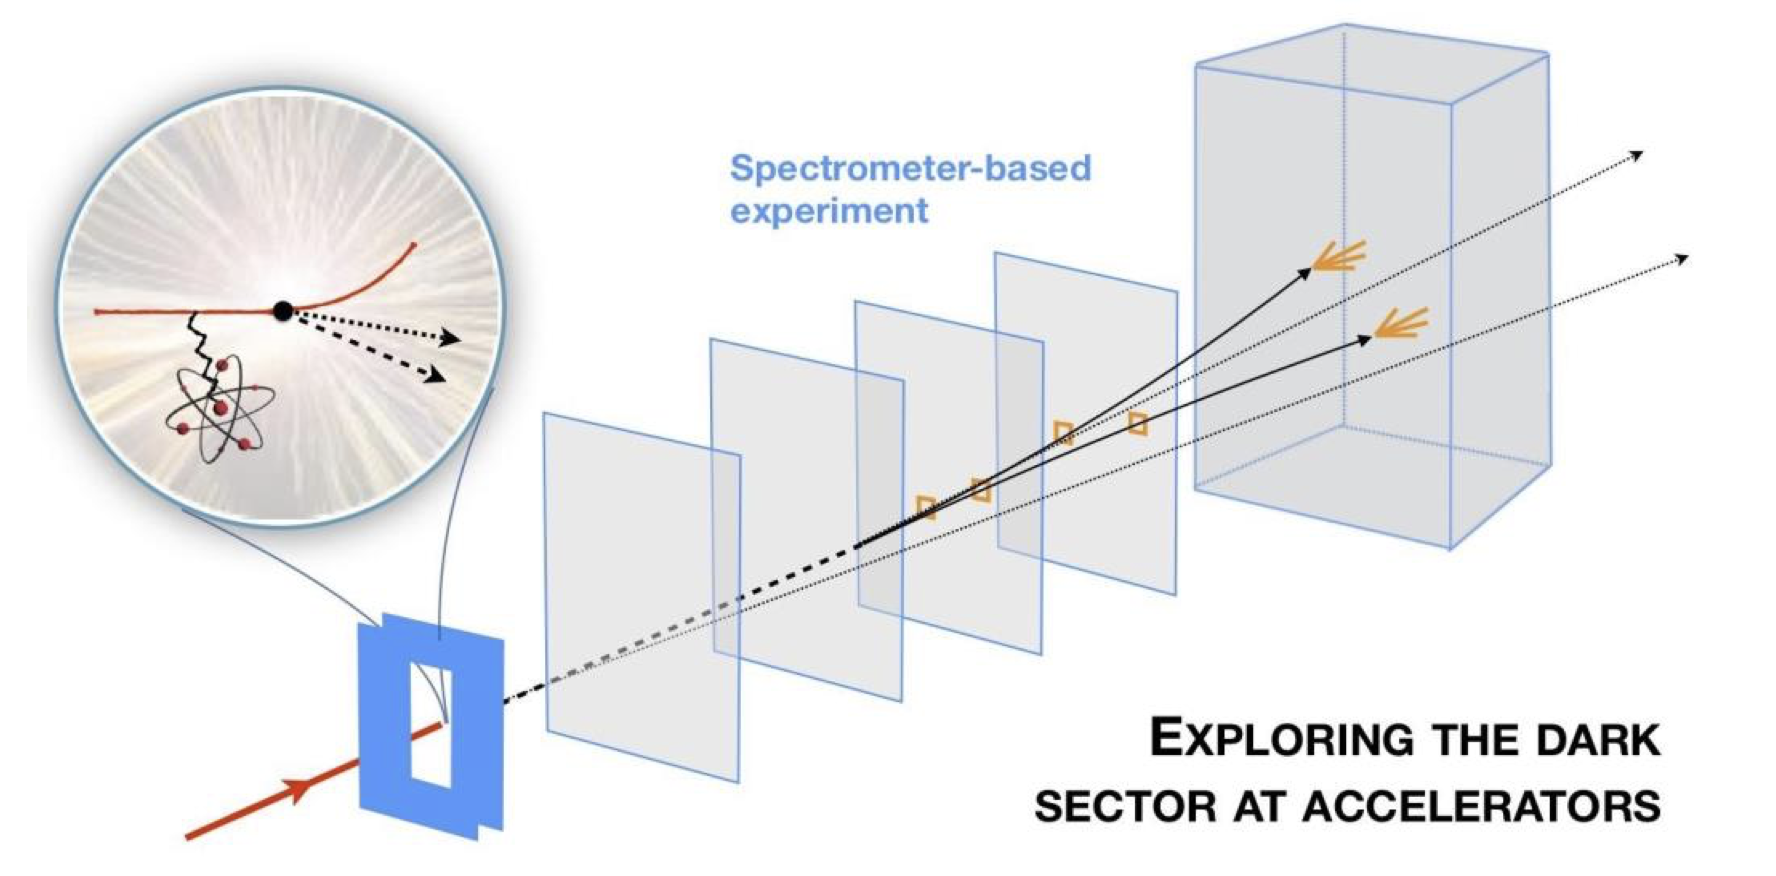 Spectrometer-based
experiment
EXPLORING THE DARK
SECTOR AT ACCELERATORS